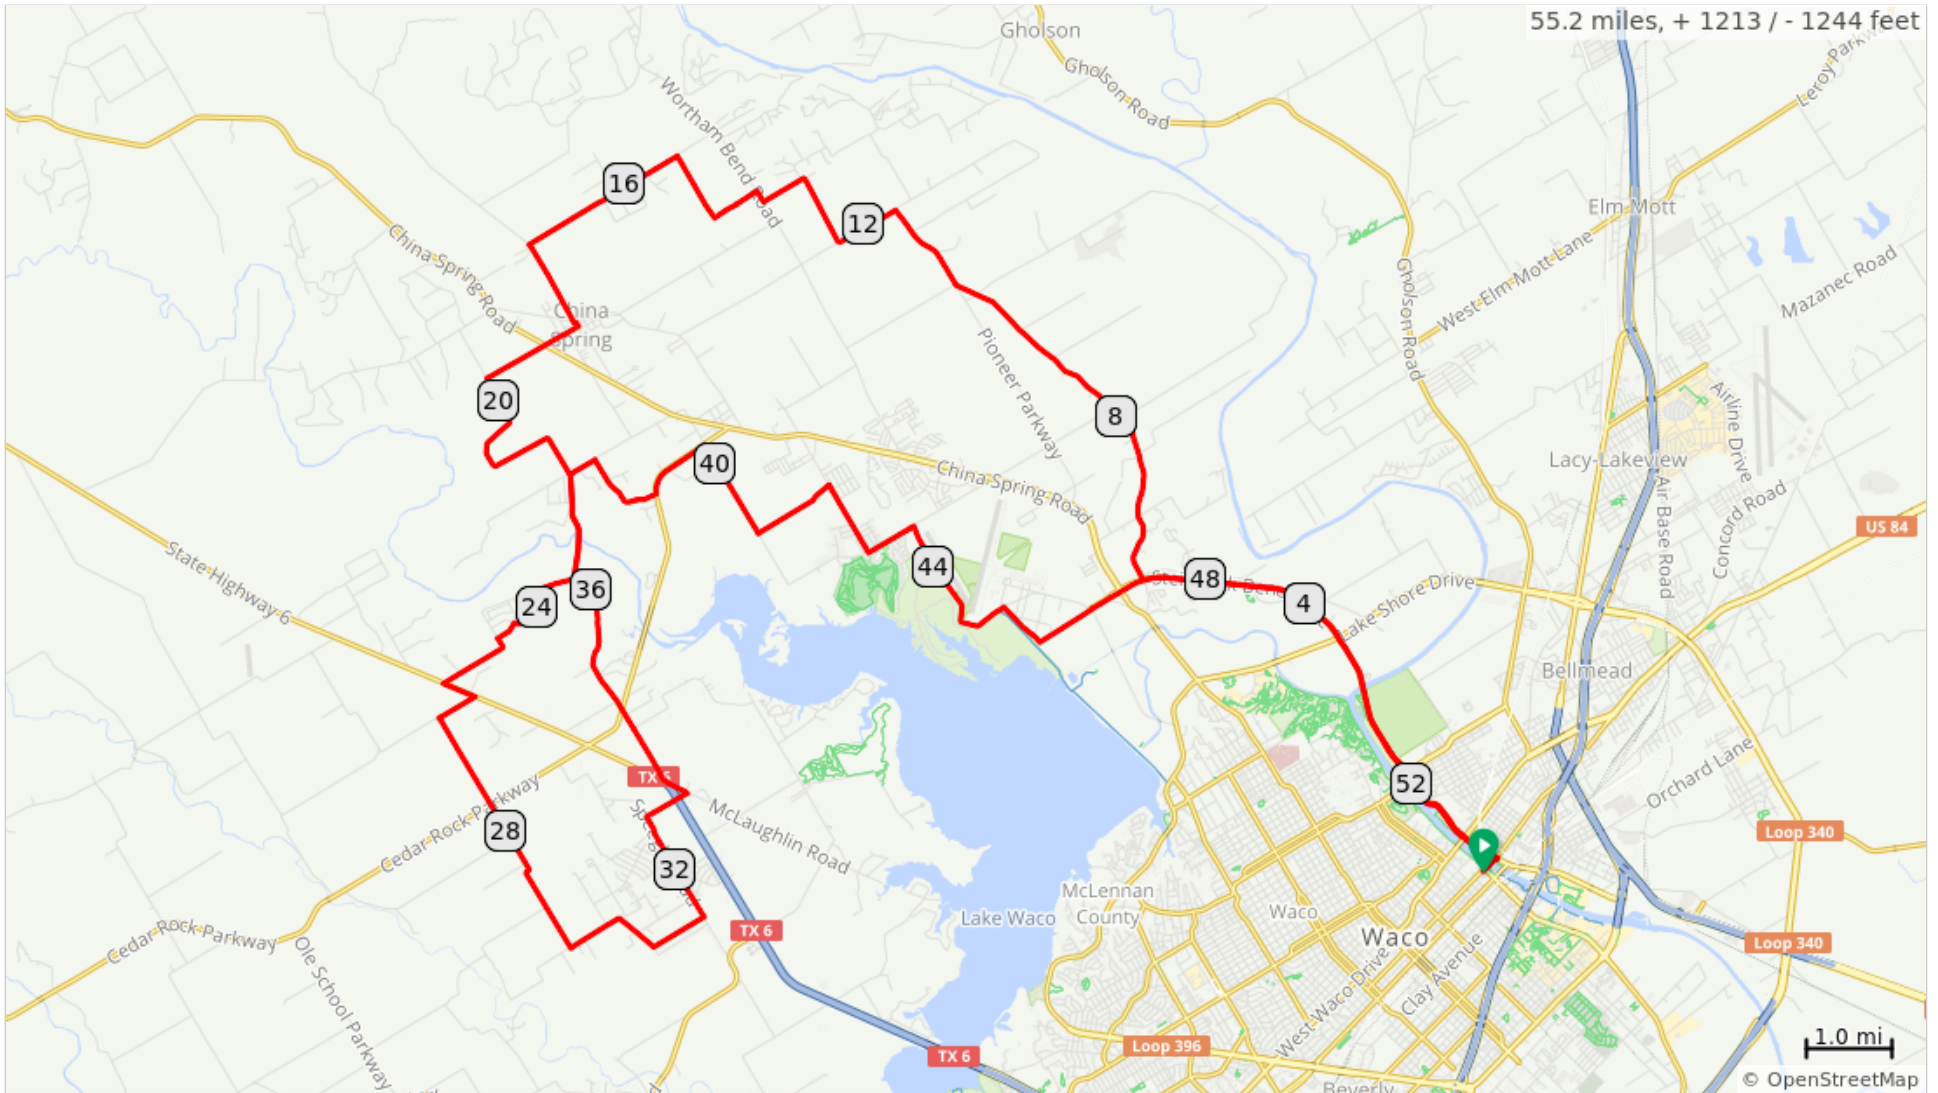 55.2 miles, + 1213 / - 1244 feet
Gholson
Gholson Road
Leroy Parkway
Wortham Bend Road
16
12
Elm Mott
China Spring Road
Gholson Road
West Elm Mott Lane
Mazanec Road
China
Spring
Pioneer Parkway
20
8
Airline Drive
40
China Spring Road
Lacy-Lakeview
Air Base Road
Concord Road
US 84
State Highway 6
44
48
36
24
4
Lake Shore Drive
Bellmead
TX 6
52
Orchard Lane
Cedar Rock Parkway
28
McLaughlin Road
Loop 340
32
McLennan
County
Lake Waco
Waco
Waco
TX 6
Cedar Rock Parkway
Loop 340
Ole School Parkway
West Waco Drive
Clay Avenue
Loop 396
TX 6
1.0 mi
Beverly
© OpenStreetMap